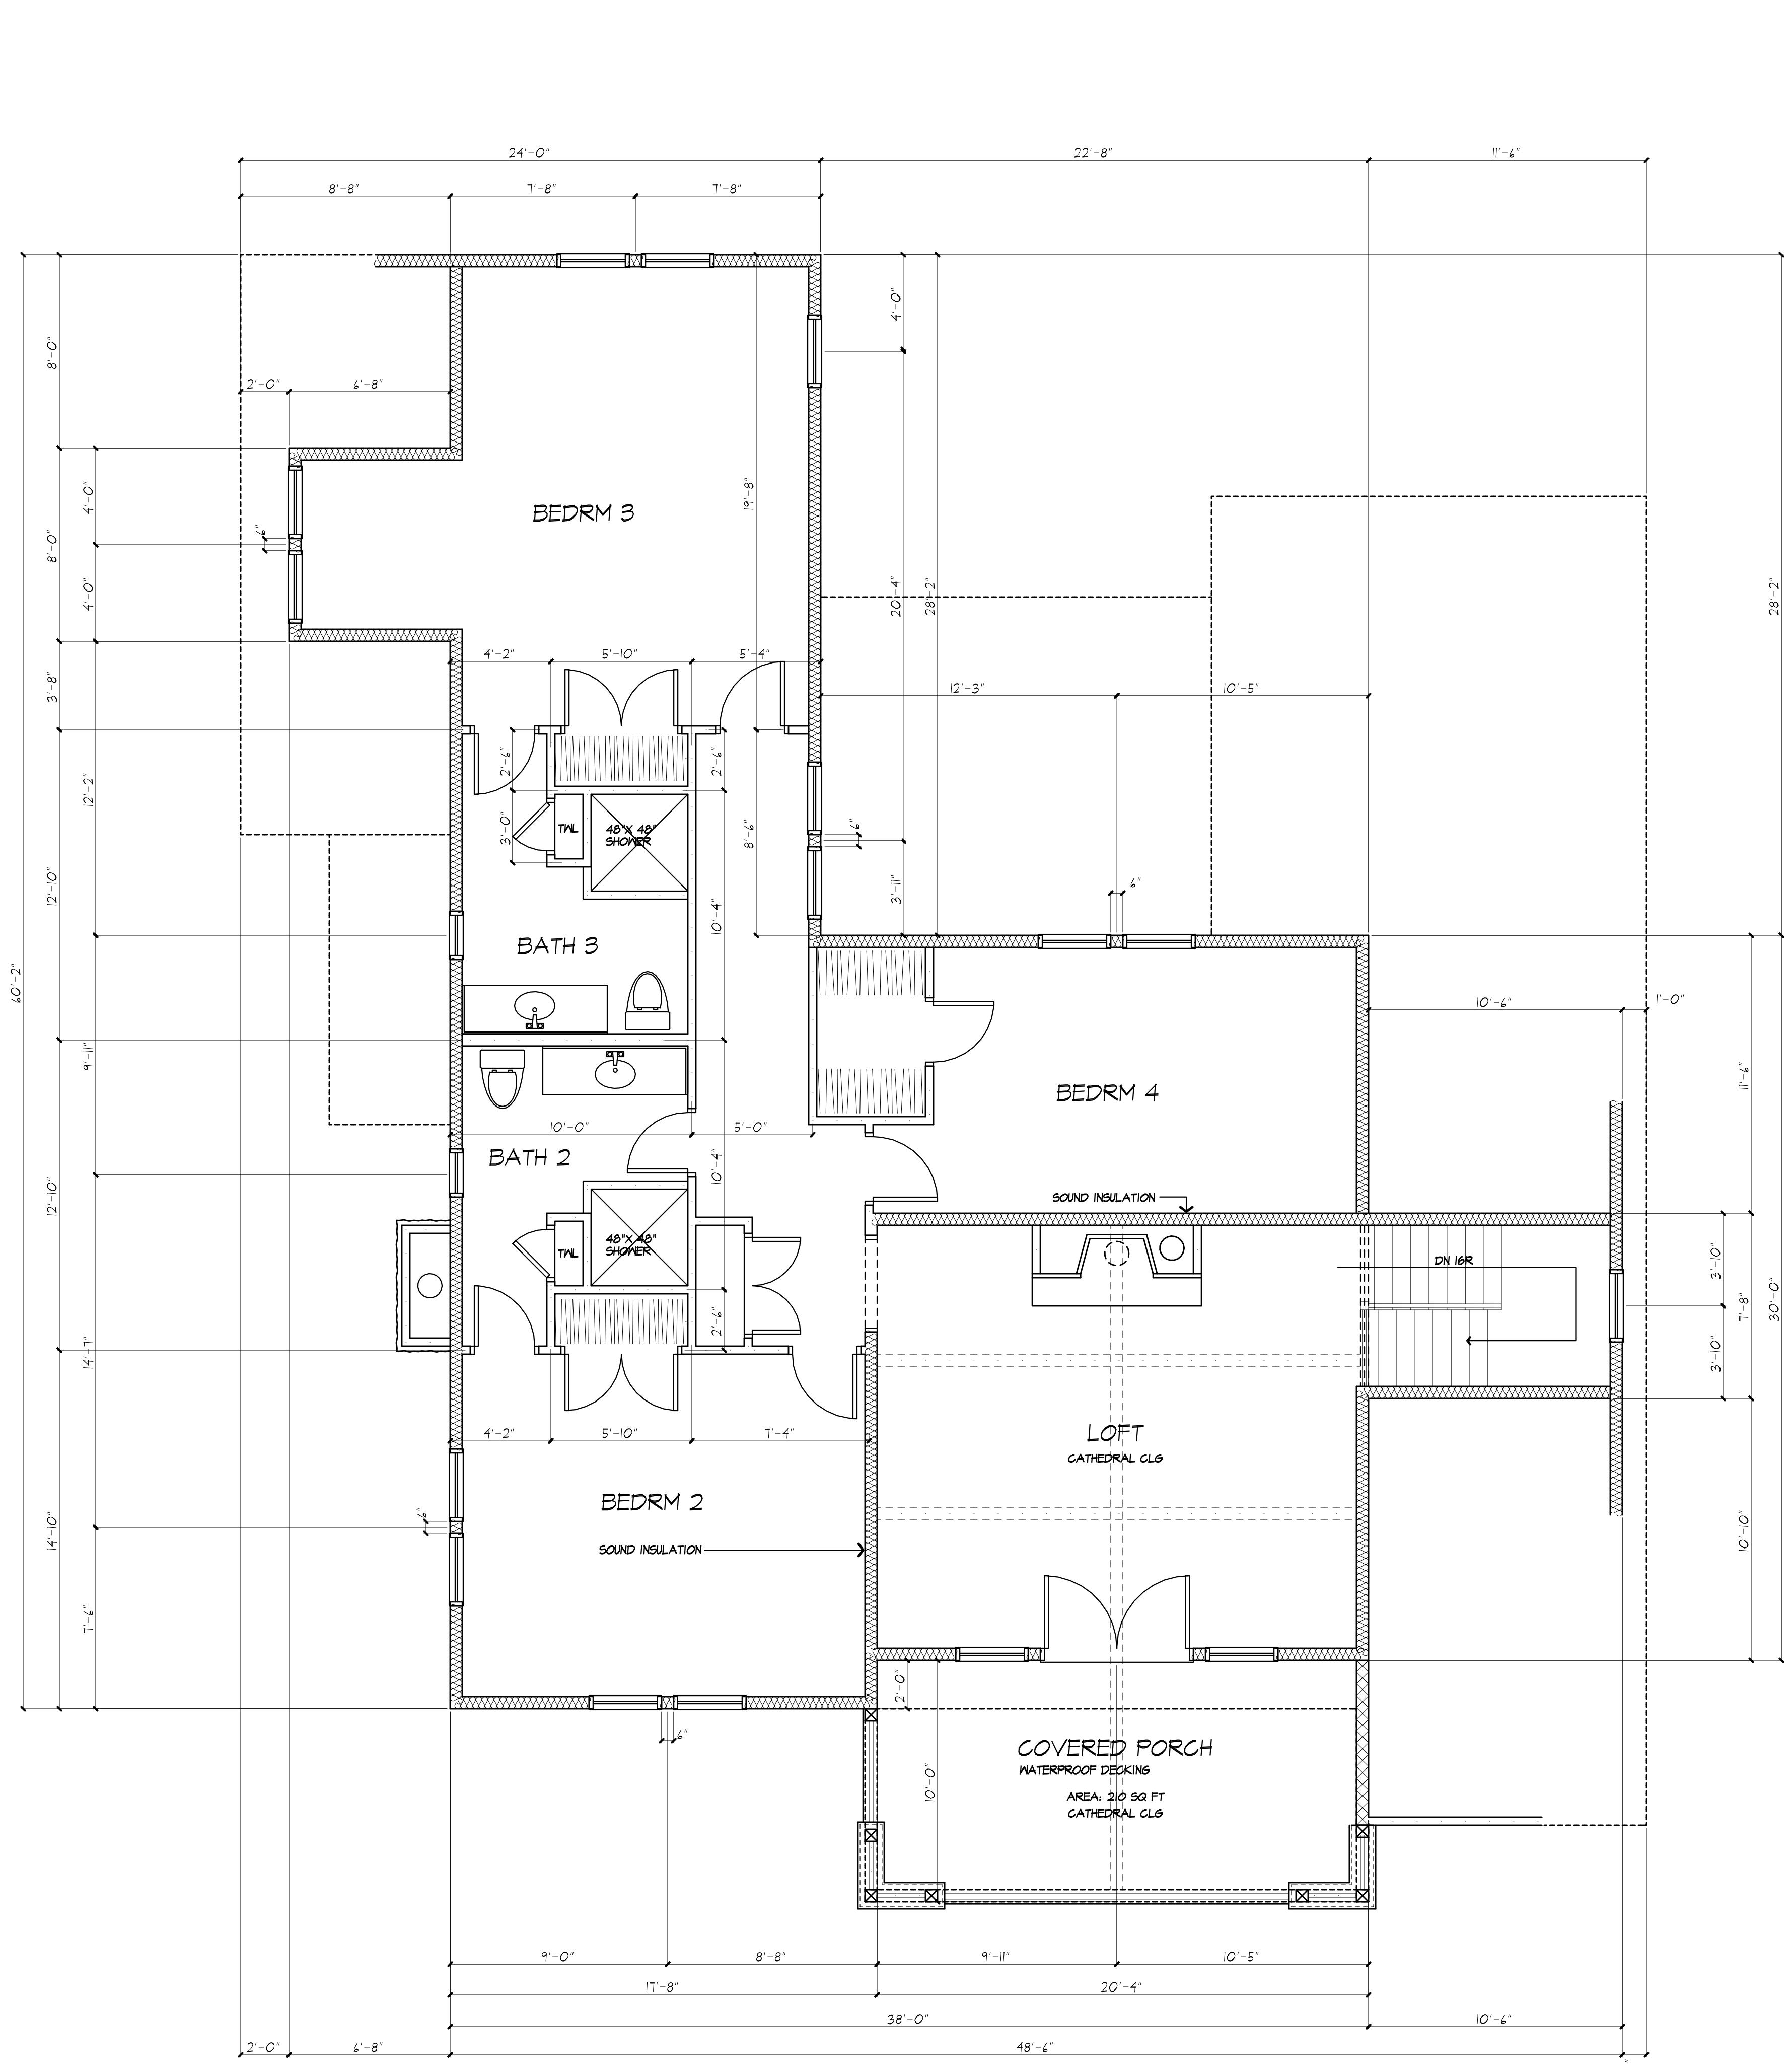 24'-0" 22'-8" 11'-6"
8'-8" 7'-8" 7'-8"
4'-0"
8'-0"
2'-0" 6'-8"
4'-0"
19'-8"
BEDRM 3
6"
8'-0"
4'-0"
20'-4"
28'-2"
28'-2"
4'-2" 5'-10" 5'-4"
3'-8"
12'-3" 10'-5"
2'-6"
2'-6"
12'-2"
3'-0"
TWL
48"X 48"
SHOWER
8'-6"
6"
12'-10"
3'-11"
6"
10'-4"
BATH 3
60'-2"
10'-6" 1'-0"
9'-11"
11'-6"
BEDRM 4
10'-0" 5'-0"
BATH 2
10'-4"
12'-10"
SOUND INSULATION
TWL
48"X 48"
SHOWER
DN 16R
3'-10"
7'-8"
30'-0"
2'-6"
14'-7"
3'-10"
4'-2" 5'-10" 7'-4"
LOFT
CATHEDRAL CLG
BEDRM 2
6"
14'-10"
SOUND INSULATION
10'-10"
7'-6"
2'-0"
6"
COVERED PORCH
WATERPROOF DECKING
10'-0"
AREA: 210 SQ FT
CATHEDRAL CLG
9'-0" 8'-8" 9'-11" 10'-5"
17'-8" 20'-4"
38'-0" 10'-6"
2'-0" 6'-8" 48'-6"